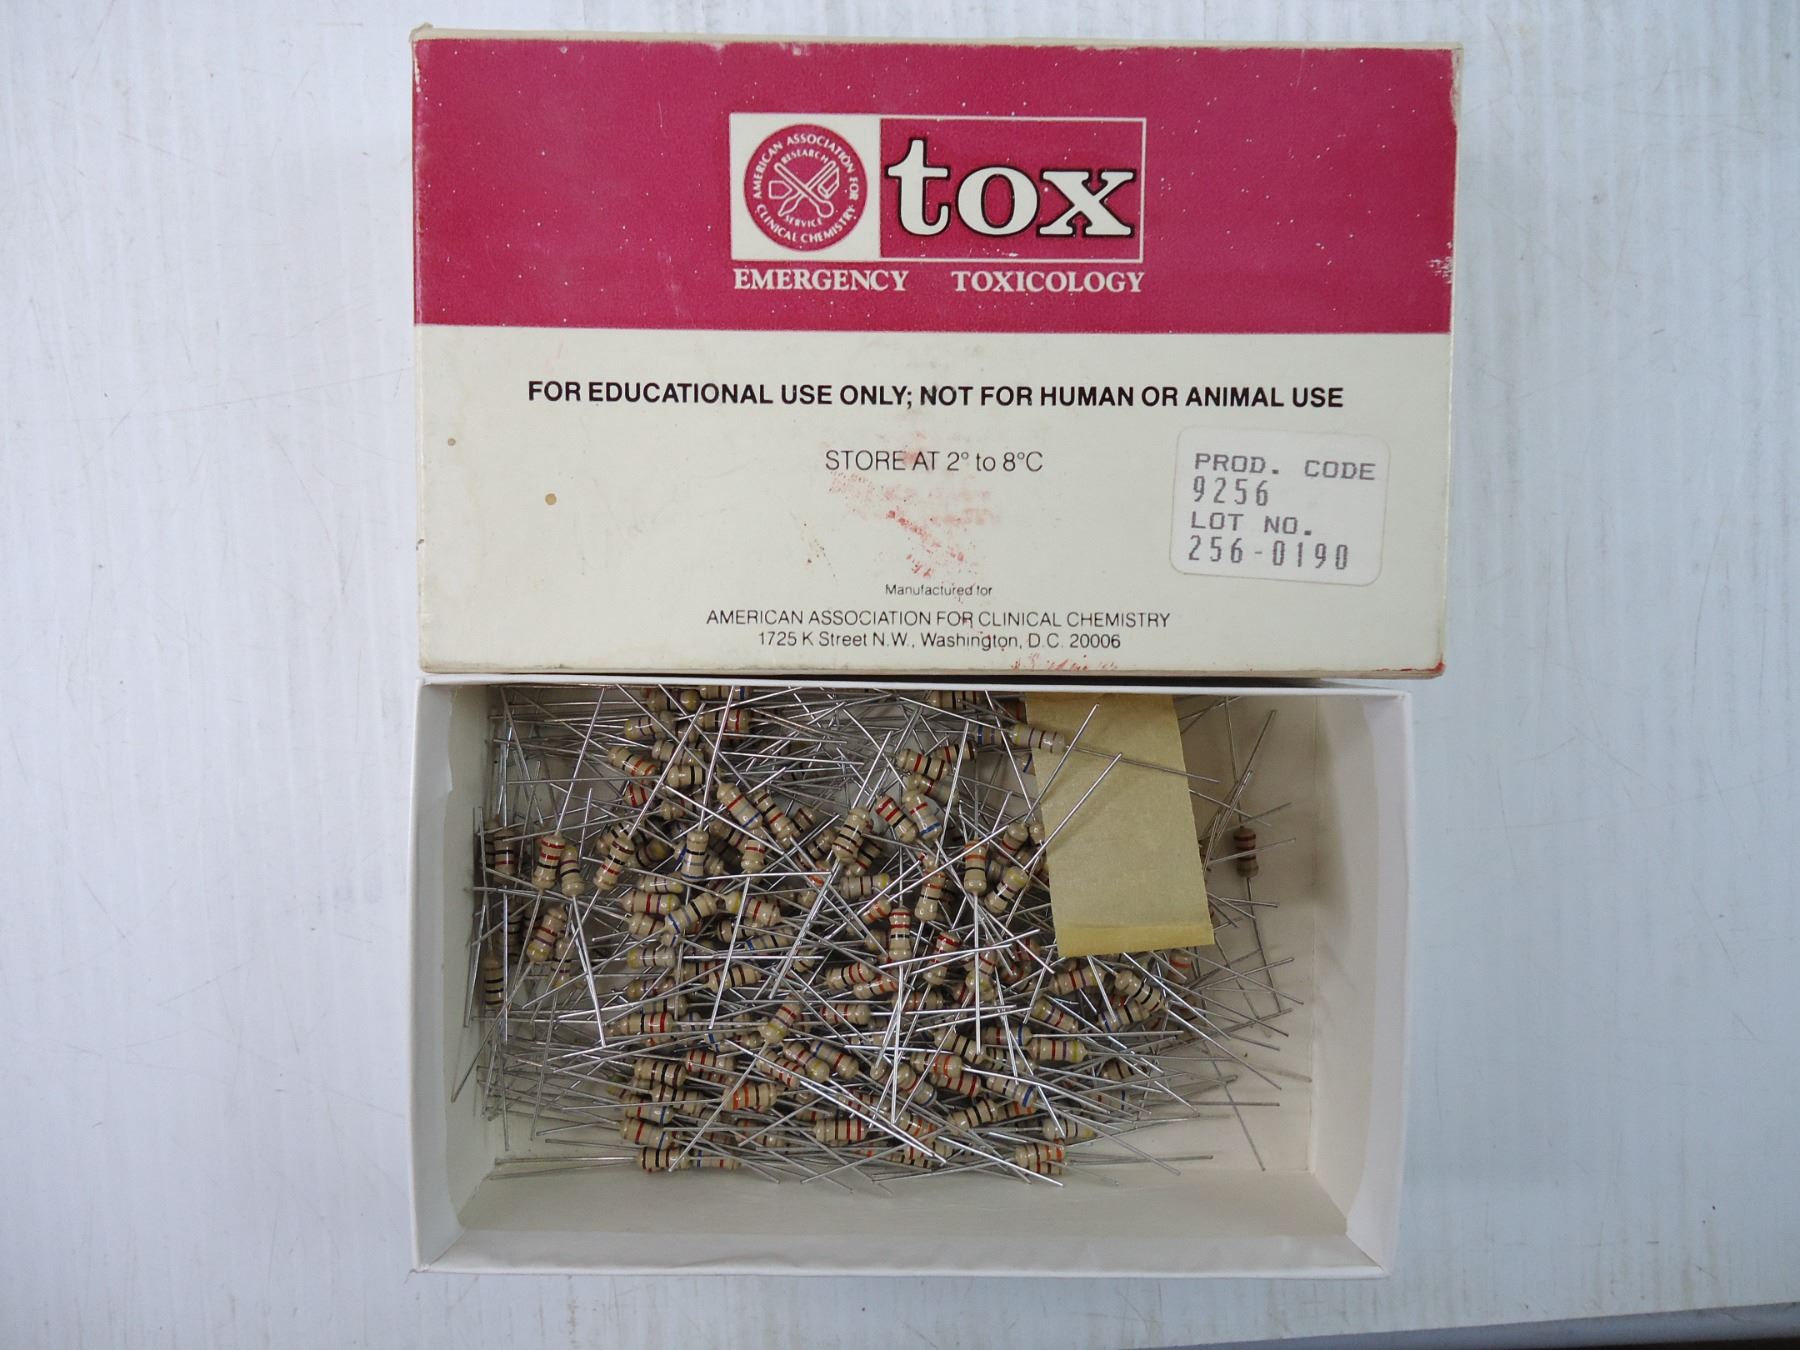 AMERICAN ASSOCIATION FOR CLINICAL CHEMISTRY
RESEARCH
SERVICE
tox
EMERGENCY TOXICOLOGY
FOR EDUCATIONAL USE ONLY; NOT FOR HUMAN OR ANIMAL USE
STORE AT 2° to 8°C
PROD. CODE
9256
LOT NO.
256-0190
Manufactured for
AMERICAN ASSOCIATION FOR CLINICAL CHEMISTRY
1725 K Street N.W., Washington, D.C. 20006